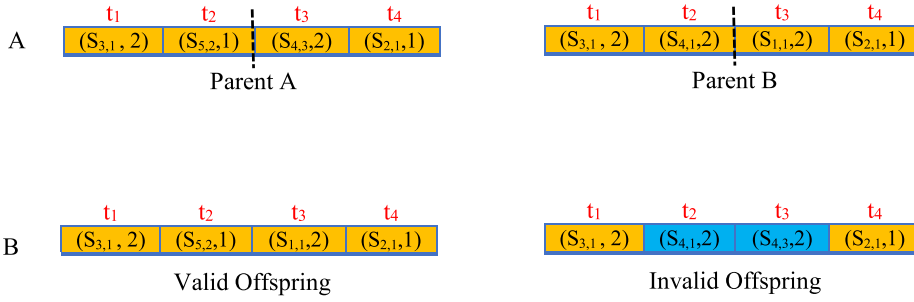 t1 t2 t3 t4 t1 t2 t3 t4
A (S3,1 , 2) (S5,2,1) (S4,3,2) (S2,1,1) (S3,1 , 2) (S4,1,2) (S1,1,2) (S2,1,1)
Parent A Parent B
t1 t2 t3 t4 t1 t2 t3 t4
B (S3,1 , 2) (S5,2,1) (S1,1,2) (S2,1,1) (S3,1 , 2) (S4,1,2) (S4,3,2) (S2,1,1)
Valid Offspring Invalid Offspring